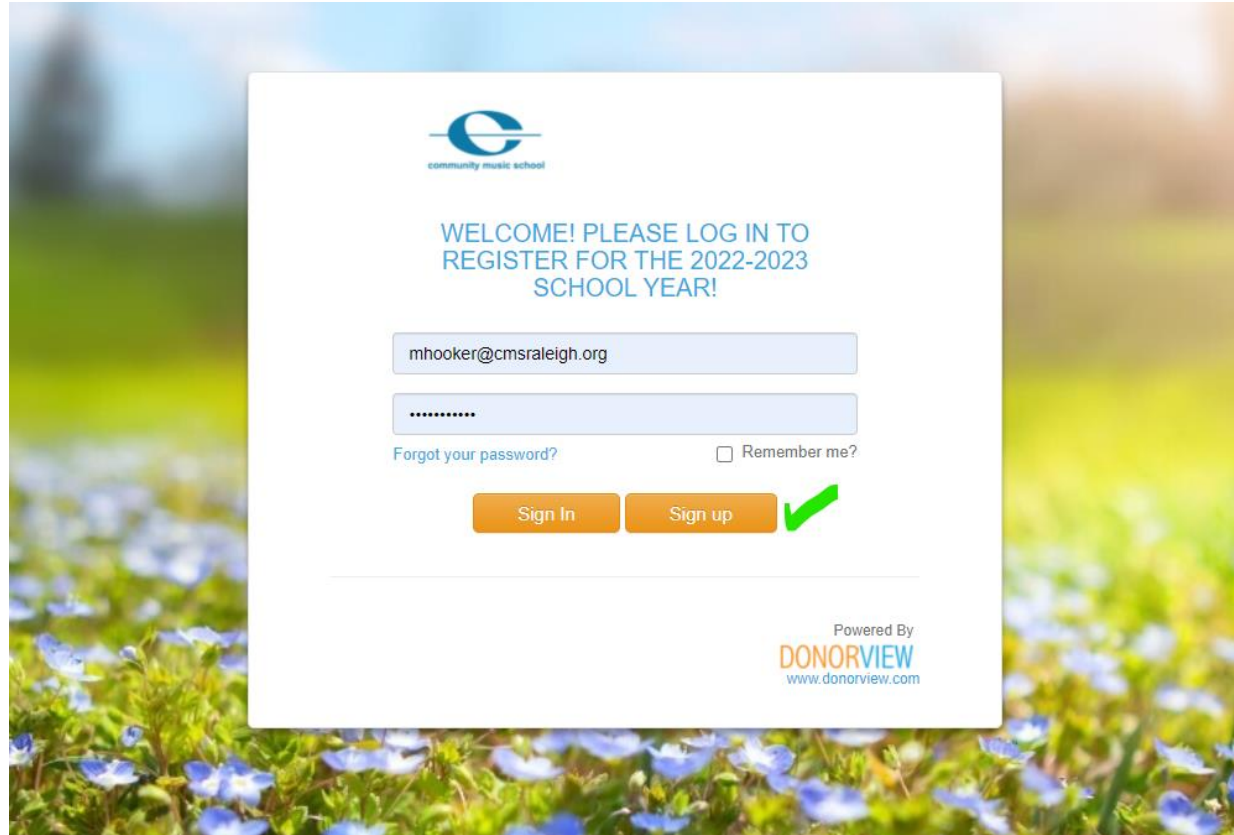 community music school
WELCOME! PLEASE LOG IN TO
REGISTER FOR THE 2022-2023
SCHOOL YEAR!
mhooker@cmsraleigh.org
•••••••••••
Forgot your password? Remember me?
Sign In Sign up
Powered By
DONORVIEW
www.donorview.com